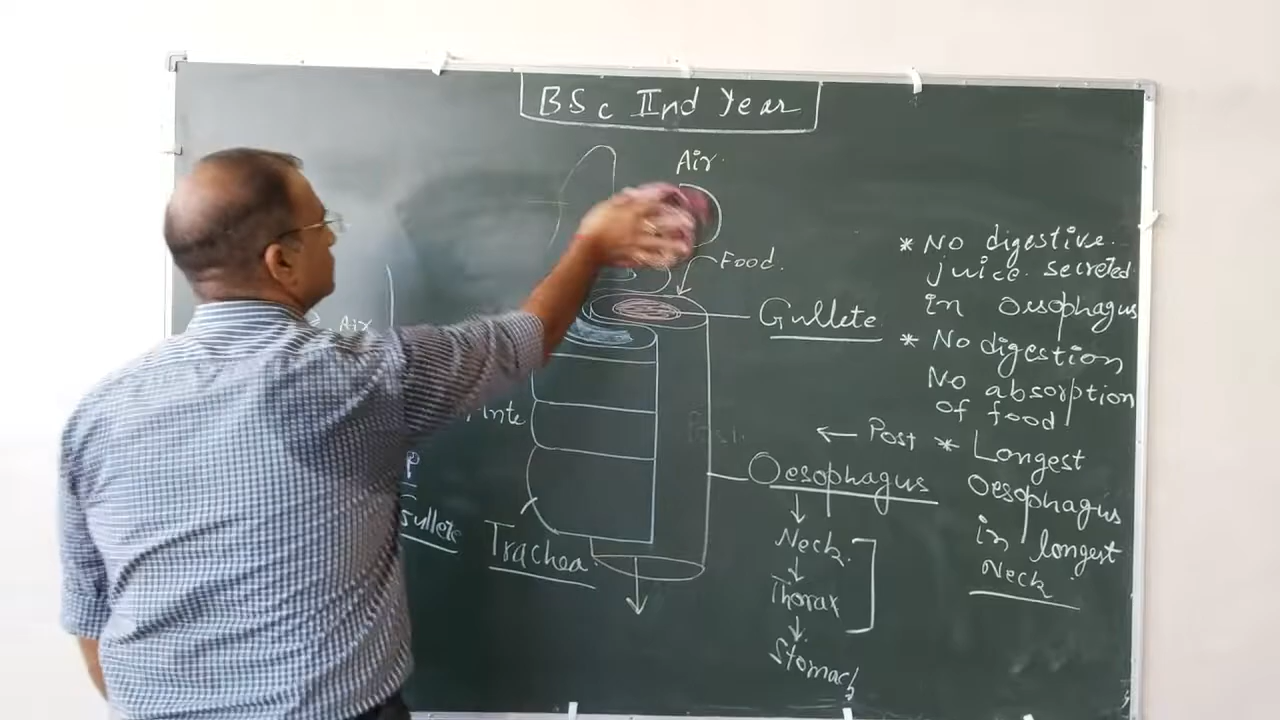 BSc IInd Year
Air
Food.
Gullete
Air
Ante
Post
← Post
Oesophagus
Neck.
Thorax
Stomach
Trachea
Gullete
* No digestive
juice secreted
in Oesophagus
* No digestion
No absorption
of food
* Longest
Oesophagus
in longest
Neck